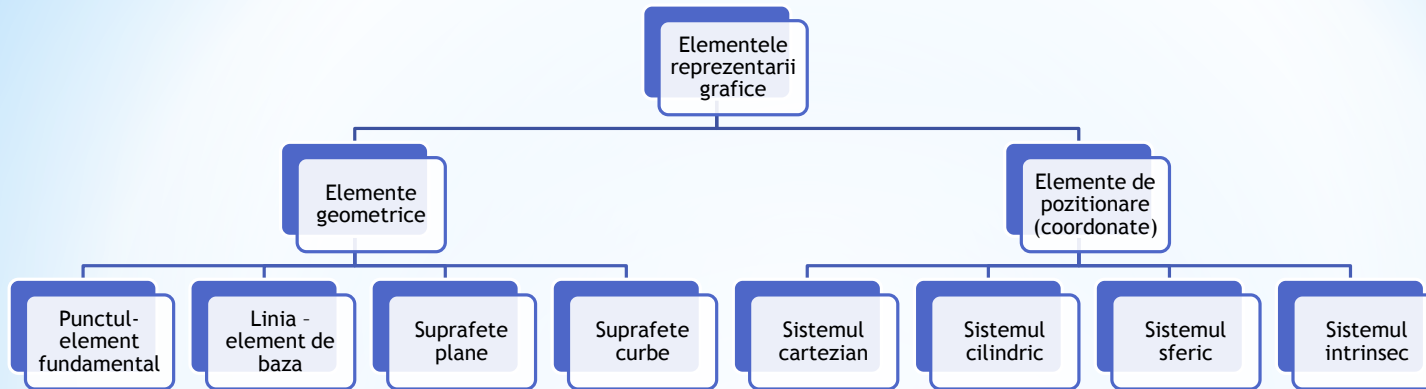 Elementele
reprezentarii
grafice
Elemente
geometrice
Elemente de
pozitionare
(coordonate)
Punctul-
element
fundamental
Linia –
element de
baza
Suprafete
plane
Suprafete
curbe
Sistemul
cartezian
Sistemul
cilindric
Sistemul
sferic
Sistemul
intrinsec